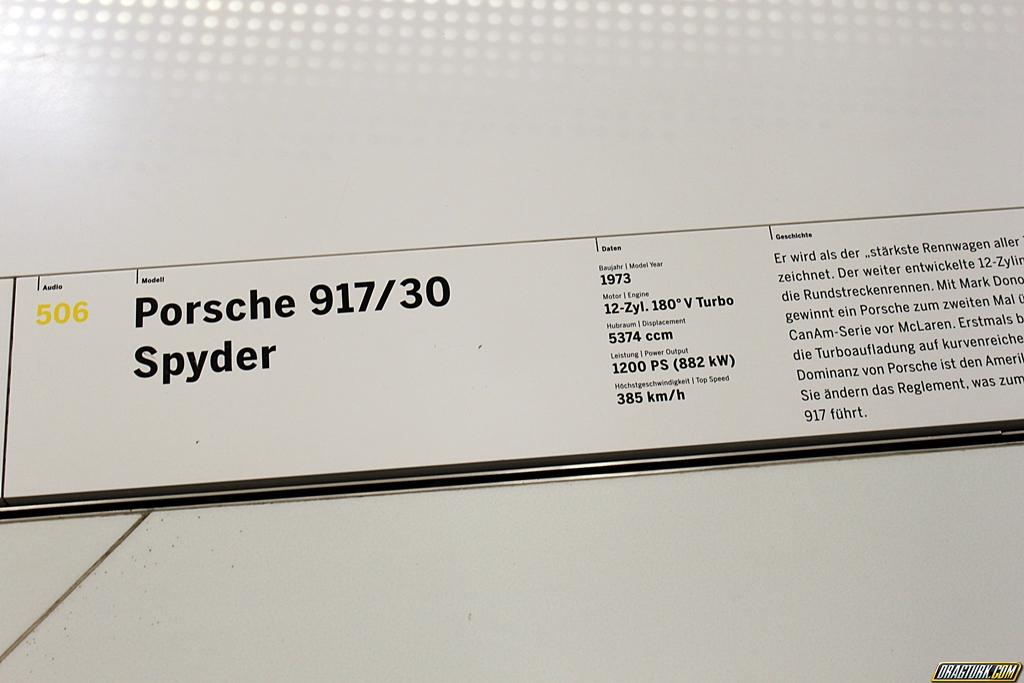 Audio
506
Modell
Porsche 917/30
Spyder
Daten
Baujahr | Model Year
1973
Motor | Engine
12-Zyl. 180° V Turbo
Hubraum | Displacement
5374 ccm
Leistung | Power Output
1200 PS (882 kW)
Höchstgeschwindigkeit | Top Speed
385 km/h
Geschichte
Er wird als der „stärkste Rennwagen aller
zeichnet. Der weiter entwickelte 12-Zylin
die Rundstreckenrennen. Mit Mark Dono
gewinnt ein Porsche zum zweiten Mal
CanAm-Serie vor McLaren. Erstmals b
die Turboaufladung auf kurvenreiche
Dominanz von Porsche ist den Amerik
Sie ändern das Reglement, was zum
917 führt.
DRAGTURK.COM